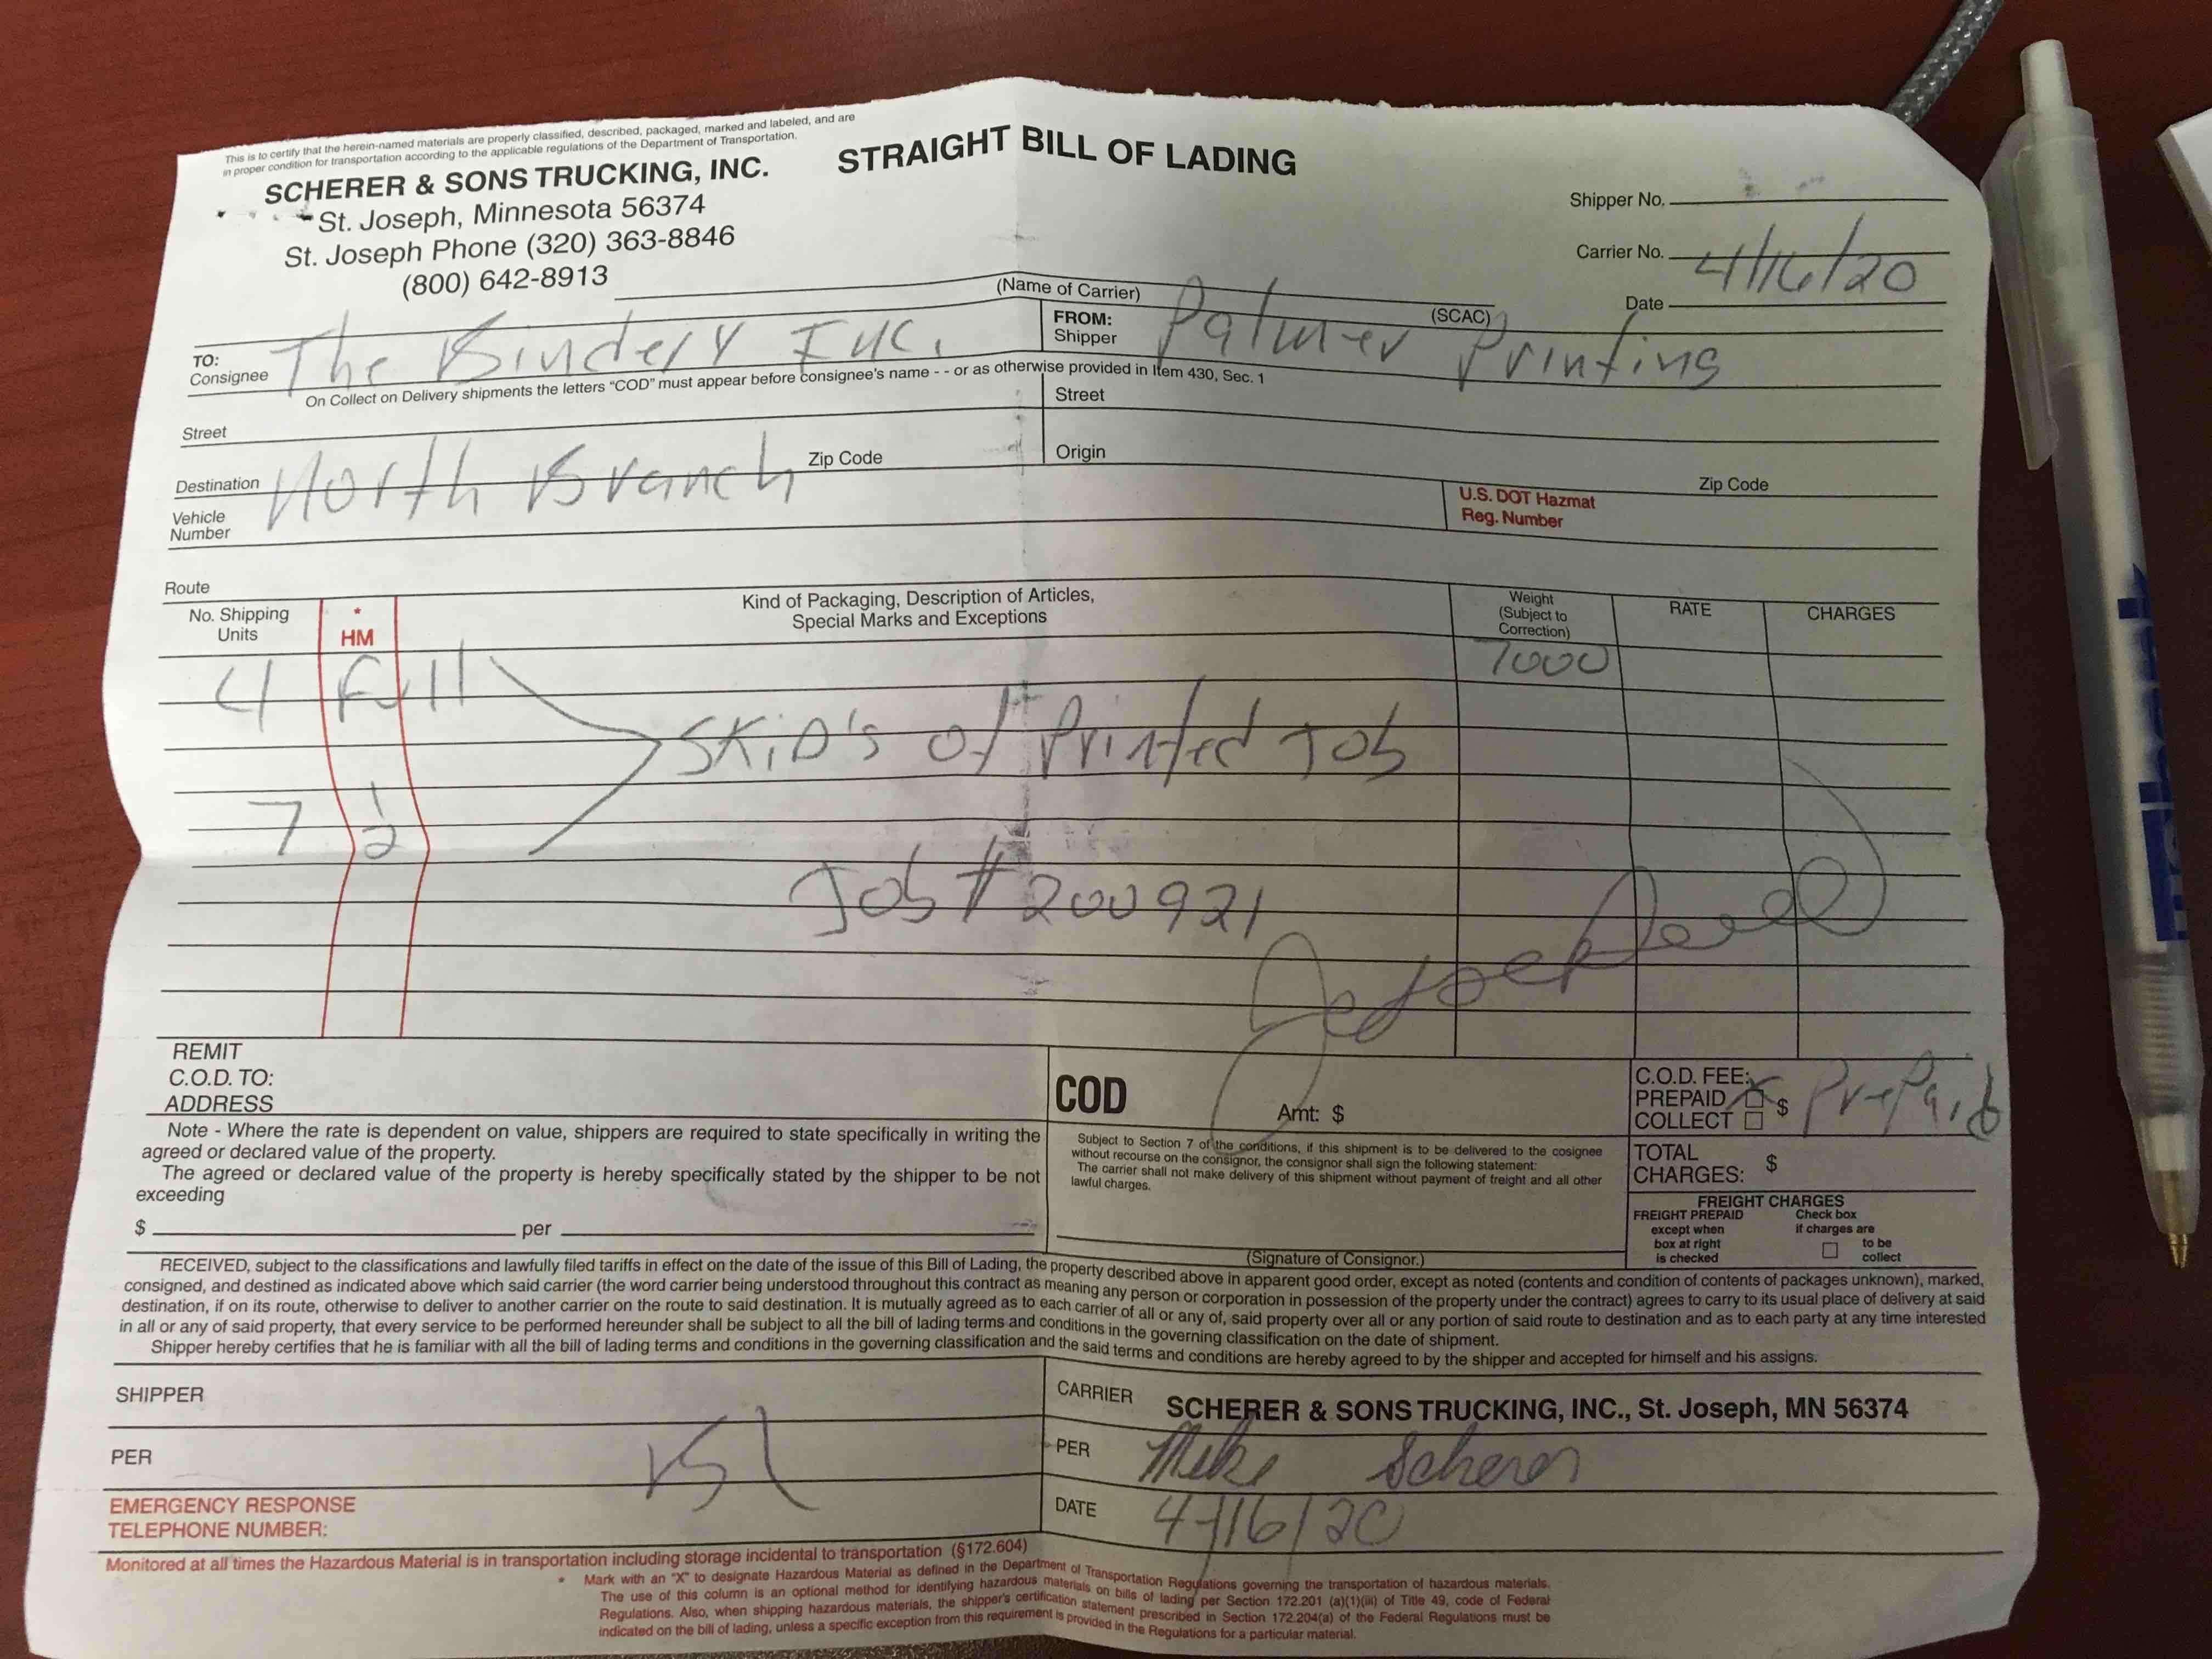 This is to certify that the herein-named materials are properly classified, described, packaged, marked and labeled, and are
in proper condition for transportation according to the applicable regulations of the Department of Transportation.
SCHERER & SONS TRUCKING, INC.
STRAIGHT BILL OF LADING
St. Joseph, Minnesota 56374
St. Joseph Phone (320) 363-8846
(800) 642-8913
Shipper No.
Carrier No.
(Name of Carrier)
(SCAC)
Date 4/16/20
TO:
Consignee The Bindery Inc.
FROM:
Shipper Palmer Printing
On Collect on Delivery shipments the letters “COD” must appear before consignee's name - - or as otherwise provided in Item 430, Sec. 1
Street
Street
Destination North Branch Zip Code
Origin
Zip Code
Vehicle
Number
U.S. DOT Hazmat
Reg. Number
Route
No. Shipping
Units
*
HM
Kind of Packaging, Description of Articles,
Special Marks and Exceptions
Weight
(Subject to
Correction)
RATE
CHARGES
4 Full
7000
SKiD's of Printed Job
7 1/2
Job # 200921
REMIT
C.O.D. TO:
ADDRESS
COD
Amt: $
C.O.D. FEE:
PREPAID X $ PrePaid
COLLECT
Note - Where the rate is dependent on value, shippers are required to state specifically in writing the
agreed or declared value of the property.
The agreed or declared value of the property is hereby specifically stated by the shipper to be not
exceeding
$ per
Subject to Section 7 of the conditions, if this shipment is to be delivered to the cosignee
without recourse on the consignor, the consignor shall sign the following statement:
The carrier shall not make delivery of this shipment without payment of freight and all other
lawful charges.
(Signature of Consignor.)
TOTAL
CHARGES: $
FREIGHT CHARGES
FREIGHT PREPAID
except when
box at right
is checked
Check box
if charges are
to be
collect
RECEIVED, subject to the classifications and lawfully filed tariffs in effect on the date of the issue of this Bill of Lading, the property described above in apparent good order, except as noted (contents and condition of contents of packages unknown), marked,
consigned, and destined as indicated above which said carrier (the word carrier being understood throughout this contract as meaning any person or corporation in possession of the property under the contract) agrees to carry to its usual place of delivery at said
destination, if on its route, otherwise to deliver to another carrier on the route to said destination. It is mutually agreed as to each carrier of all or any of, said property over all or any portion of said route to destination and as to each party at any time interested
in all or any of said property, that every service to be performed hereunder shall be subject to all the bill of lading terms and conditions in the governing classification on the date of shipment.
Shipper hereby certifies that he is familiar with all the bill of lading terms and conditions in the governing classification and the said terms and conditions are hereby agreed to by the shipper and accepted for himself and his assigns.
SHIPPER
CARRIER
SCHERER & SONS TRUCKING, INC., St. Joseph, MN 56374
PER
PER Mike Scherer
EMERGENCY RESPONSE
TELEPHONE NUMBER:
DATE 4/16/20
Monitored at all times the Hazardous Material is in transportation including storage incidental to transportation (§172.604)
* Mark with an "X" to designate Hazardous Material as defined in the Department of Transportation Regulations governing the transportation of hazardous materials.
The use of this column is an optional method for identifying hazardous materials on bills of lading per Section 172.201 (a)(1)(iii) of Title 49, code of Federal
Regulations. Also, when shipping hazardous materials, the shipper's certification statement prescribed in Section 172.204(a) of the Federal Regulations must be
indicated on the bill of lading, unless a specific exception from this requirement is provided in the Regulations for a particular material.